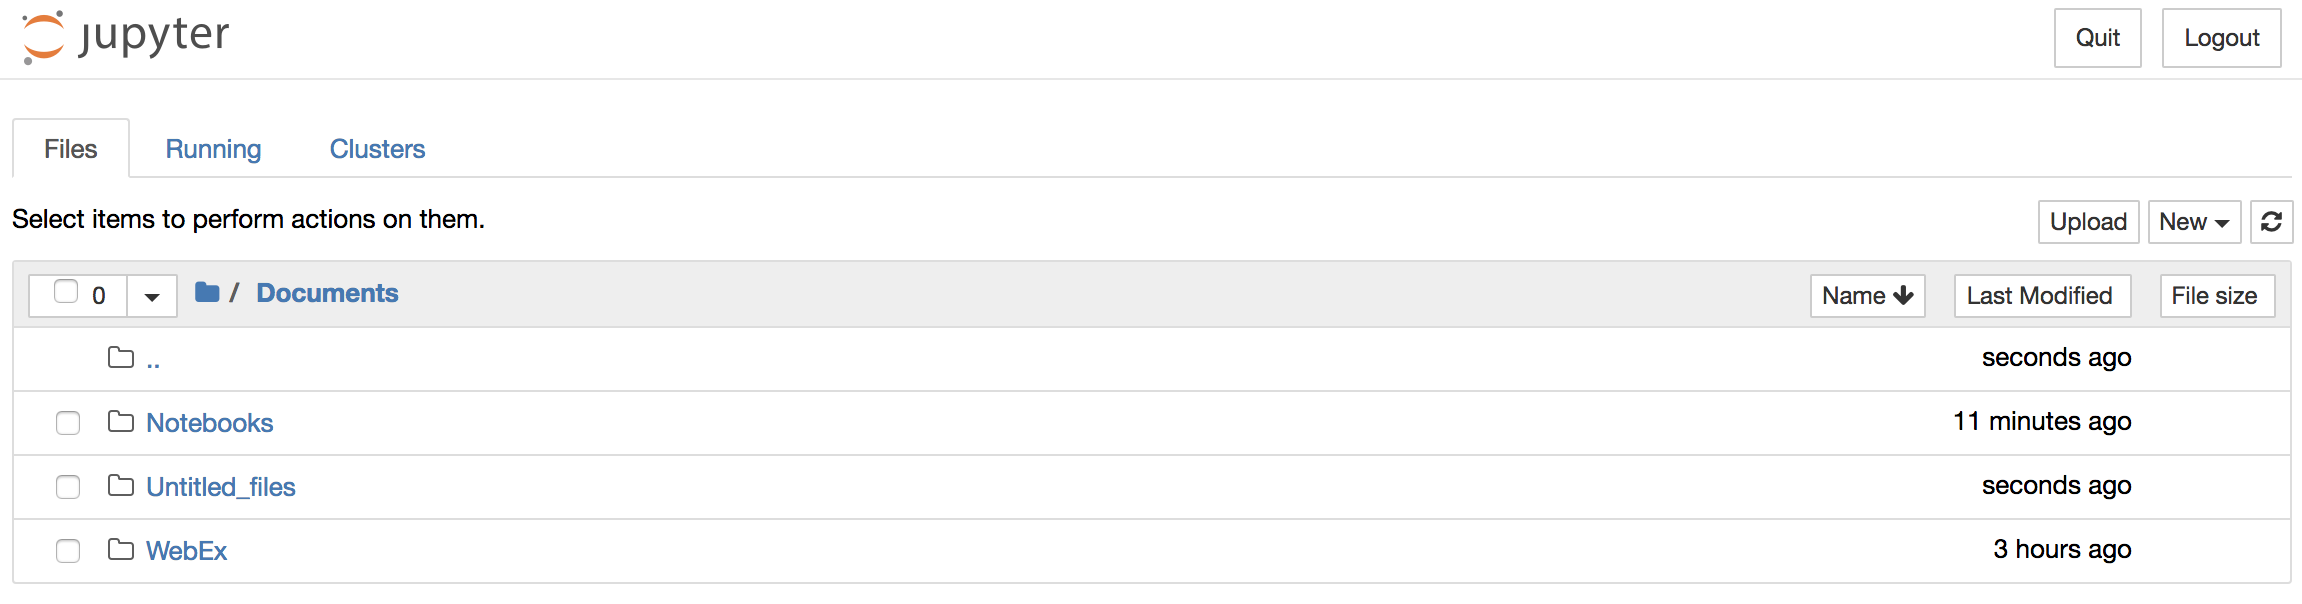 jupyter
Quit Logout
Files Running Clusters
Select items to perform actions on them.
Upload New
0 / Documents Name Last Modified File size
.. seconds ago
Notebooks 11 minutes ago
Untitled_files seconds ago
WebEx 3 hours ago